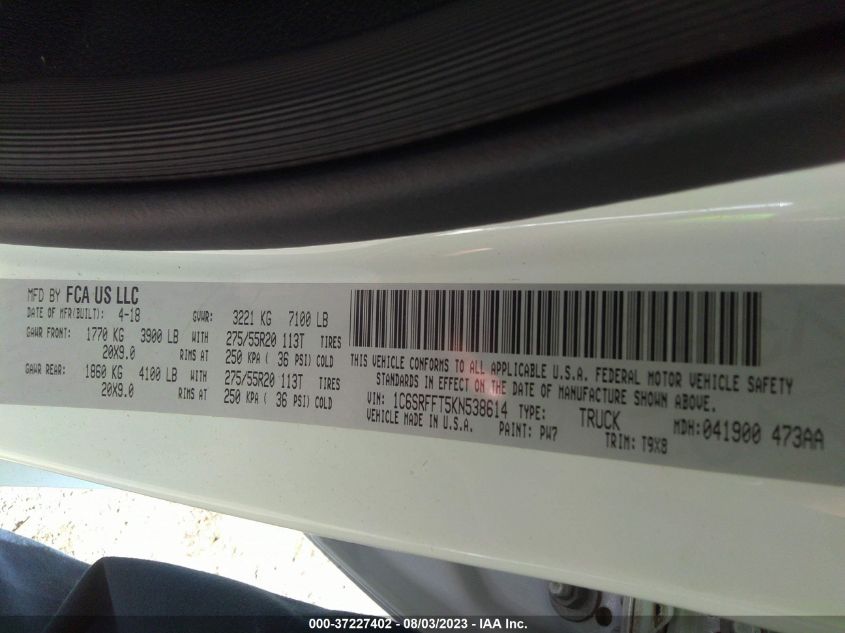 MFD BY FCA US LLC
DATE OF MFR(BUILT): 4-18 GVWR: 3221 KG 7100 LB
GAWR FRONT: 1770 KG 3900 LB WITH 275/55R20 113T TIRES
20X9.0 RIMS AT 250 KPA ( 36 PSI) COLD
GAWR REAR: 1860 KG 4100 LB WITH 275/55R20 113T TIRES
20X9.0 RIMS AT 250 KPA ( 36 PSI) COLD
THIS VEHICLE CONFORMS TO ALL APPLICABLE U.S.A. FEDERAL MOTOR VEHICLE SAFETY
STANDARDS IN EFFECT ON THE DATE OF MANUFACTURE SHOWN ABOVE.
VIN: 1C6SRFFT5KN538614 TYPE: TRUCK MDH:041900 473AA
VEHICLE MADE IN U.S.A. PAINT: PW7 TRIM: T9X8
000-37227402 - 08/03/2023 - IAA Inc.